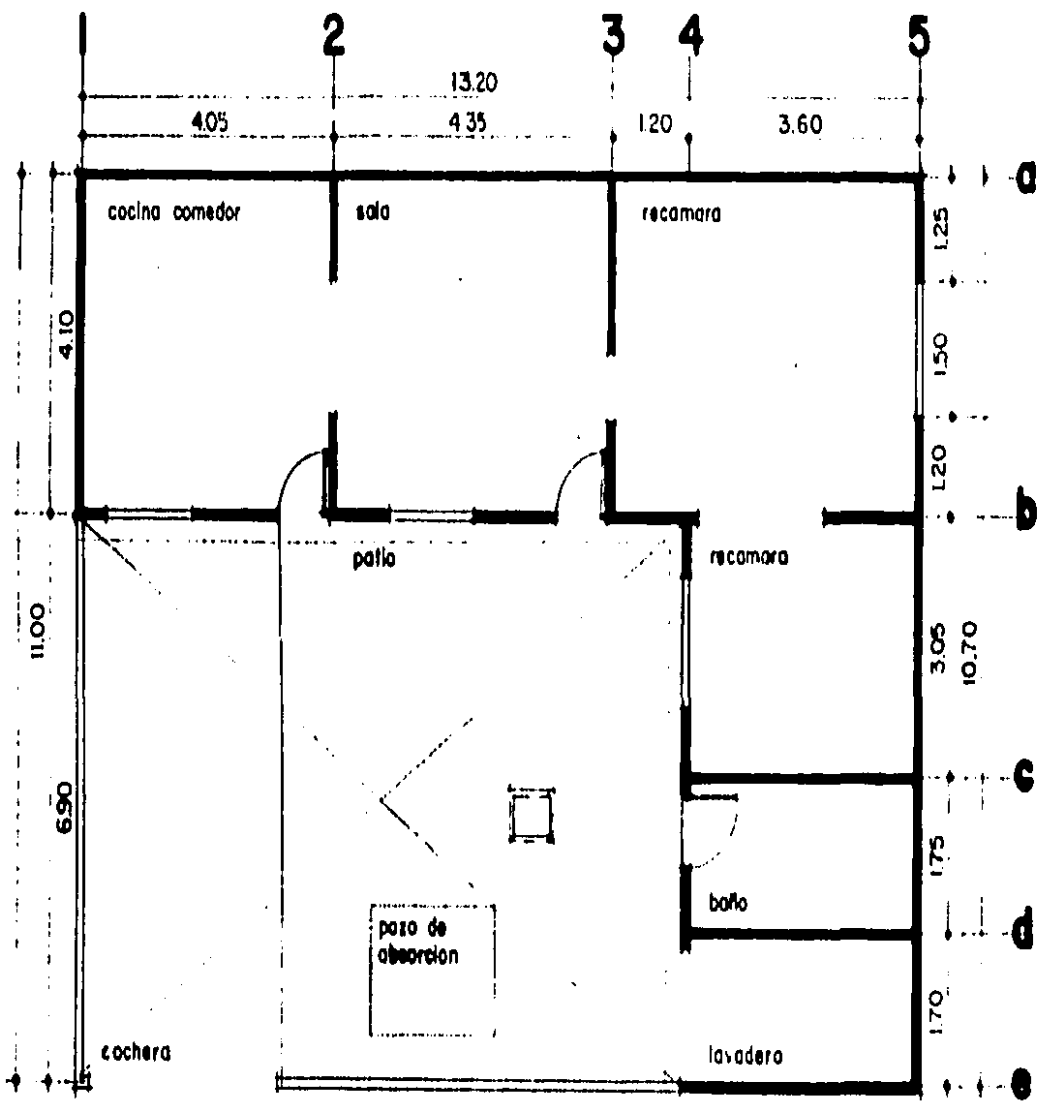 1 2 3 4 5
13.20
4.05 4.35 1.20 3.60
a
cocina comedor sala recamara
1.25
4.10
1.50
1.20
b
patio recamara
11.00
3.05
10.70
c
6.90
1.75
baño
pozo de
absorcion
d
1.70
cochera lavadero
e